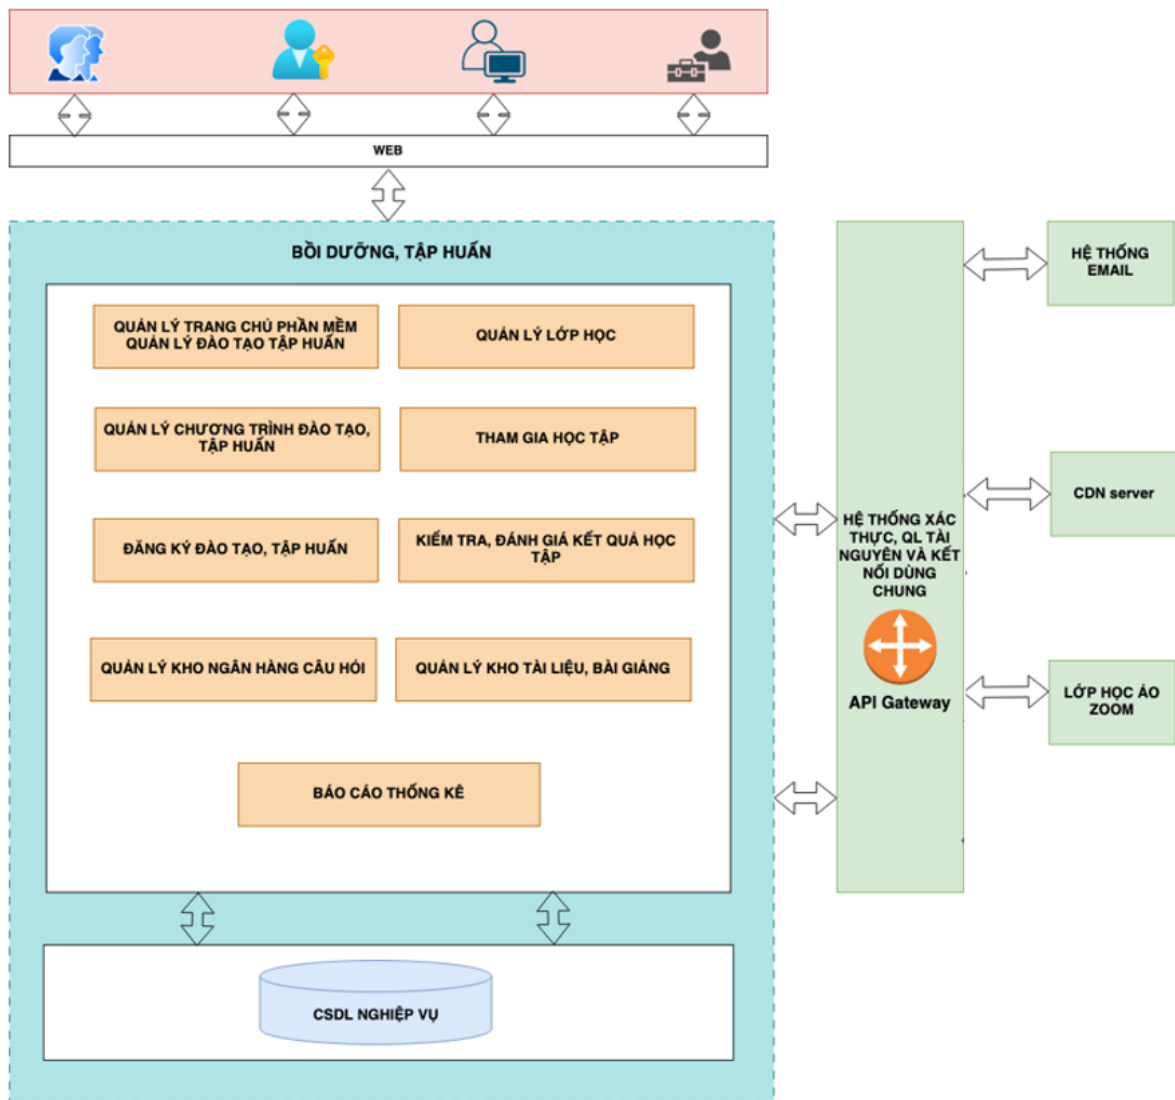 WEB
BỒI DƯỠNG, TẬP HUẤN
QUẢN LÝ TRANG CHỦ PHẦN MỀM
QUẢN LÝ ĐÀO TẠO TẬP HUẤN
QUẢN LÝ LỚP HỌC
QUẢN LÝ CHƯƠNG TRÌNH ĐÀO TẠO,
TẬP HUẤN
THAM GIA HỌC TẬP
ĐĂNG KÝ ĐÀO TẠO, TẬP HUẤN
KIỂM TRA, ĐÁNH GIÁ KẾT QUẢ HỌC
TẬP
QUẢN LÝ KHO NGÂN HÀNG CÂU HỎI
QUẢN LÝ KHO TÀI LIỆU, BÀI GIẢNG
BÁO CÁO THỐNG KÊ
CSDL NGHIỆP VỤ
HỆ THỐNG XÁC
THỰC, QL TÀI
NGUYÊN VÀ KẾT
NỐI DÙNG
CHUNG
API Gateway
HỆ THỐNG
EMAIL
CDN server
LỚP HỌC ẢO
ZOOM